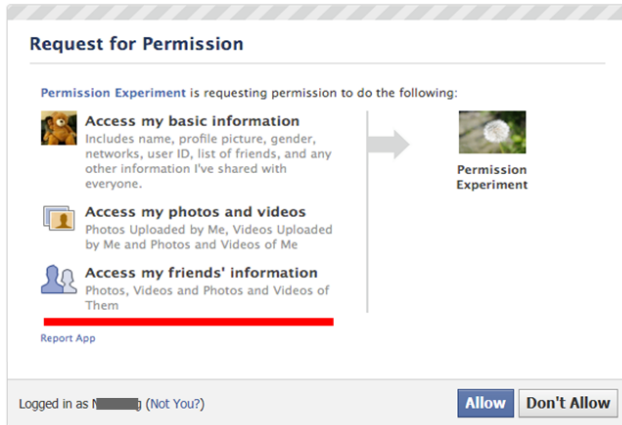 Request for Permission
Permission Experiment is requesting permission to do the following:
Access my basic information
Includes name, profile picture, gender,
networks, user ID, list of friends, and any
other information I've shared with
everyone.
Access my photos and videos
Photos Uploaded by Me, Videos Uploaded
by Me and Photos and Videos of Me
Access my friends' information
Photos, Videos and Photos and Videos of
Them
Permission
Experiment
Report App
Logged in as (Not You?)
Allow
Don't Allow